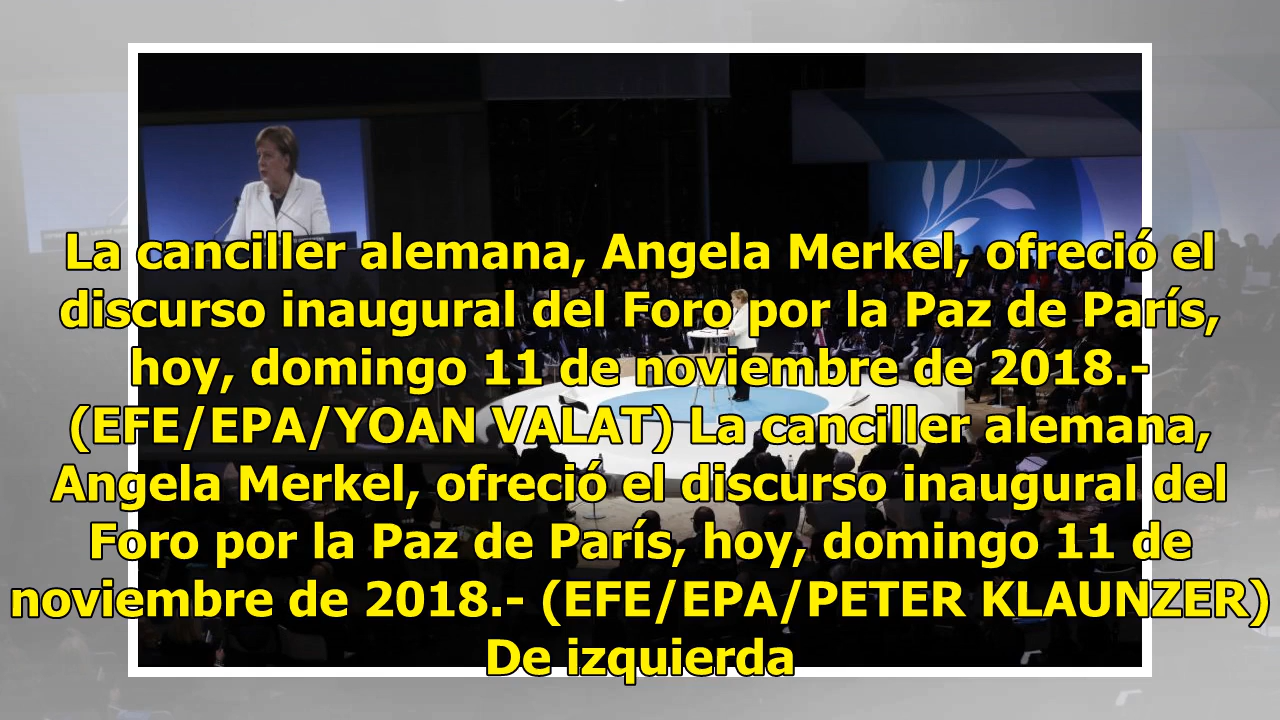 La canciller alemana, Angela Merkel, ofreció el
discurso inaugural del Foro por la Paz de París,
hoy, domingo 11 de noviembre de 2018.-
(EFE/EPA/YOAN VALAT) La canciller alemana,
Angela Merkel, ofreció el discurso inaugural del
Foro por la Paz de París, hoy, domingo 11 de
noviembre de 2018.- (EFE/EPA/PETER KLAUNZER)
De izquierda